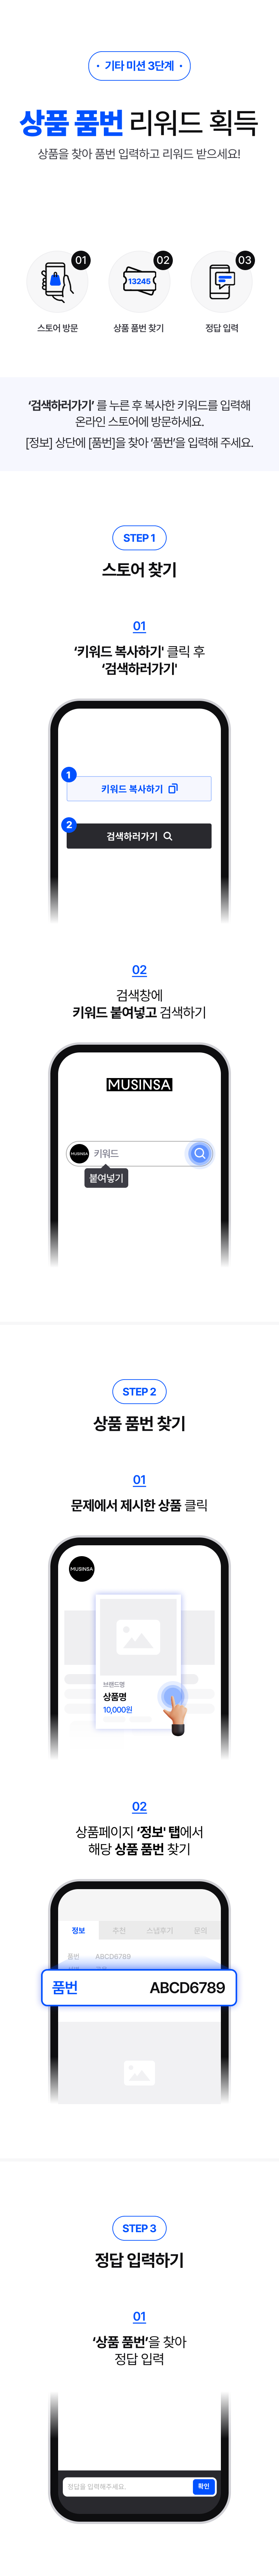 • 기타 미션 3단계 •
상품 품번 리워드 획득
상품을 찾아 품번 입력하고 리워드 받으세요!
01
02
03
13245
스토어 방문
상품 품번 찾기
정답 입력
'검색하러가기' 를 누른 후 복사한 키워드를 입력해
온라인 스토어에 방문하세요.
[정보] 상단에 [품번]을 찾아 '품번'을 입력해 주세요.
STEP 1
스토어 찾기
01
'키워드 복사하기' 클릭 후
'검색하러가기'
1
키워드 복사하기
2
검색하러가기
02
검색창에
키워드 붙여넣고 검색하기
MUSINSA
MUSINSA
키워드
붙여넣기
STEP 2
상품 품번 찾기
01
문제에서 제시한 상품 클릭
MUSINSA
브랜드명
상품명
10,000원
02
상품페이지 '정보' 탭에서
해당 상품 품번 찾기
정보 추천 스냅후기 문의
품번 ABCD6789
품번 ABCD6789
STEP 3
정답 입력하기
01
'상품 품번'을 찾아
정답 입력
정답을 입력해주세요.
확인